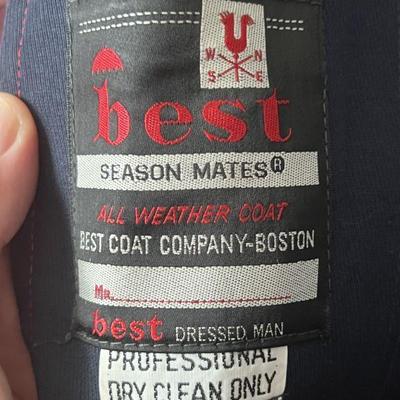 W N
S E
best
SEASON MATES®
ALL WEATHER COAT
BEST COAT COMPANY-BOSTON
MR.
best DRESSED MAN
PROFESSIONAL
DRY CLEAN ONLY